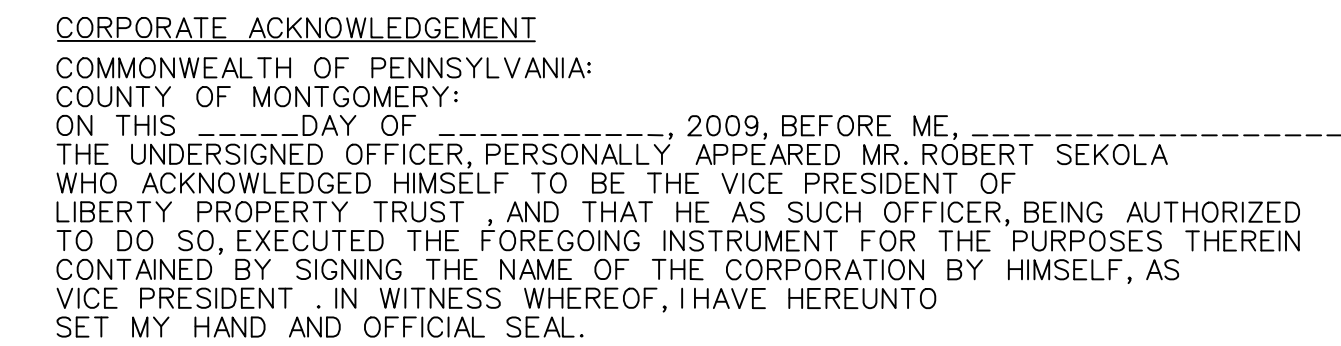 CORPORATE ACKNOWLEDGEMENT
COMMONWEALTH OF PENNSYLVANIA:
COUNTY OF MONTGOMERY:
ON THIS _____DAY OF ____________, 2009, BEFORE ME, ___________________
THE UNDERSIGNED OFFICER, PERSONALLY APPEARED MR. ROBERT SEKOLA
WHO ACKNOWLEDGED HIMSELF TO BE THE VICE PRESIDENT OF
LIBERTY PROPERTY TRUST , AND THAT HE AS SUCH OFFICER, BEING AUTHORIZED
TO DO SO, EXECUTED THE FOREGOING INSTRUMENT FOR THE PURPOSES THEREIN
CONTAINED BY SIGNING THE NAME OF THE CORPORATION BY HIMSELF, AS
VICE PRESIDENT . IN WITNESS WHEREOF, I HAVE HEREUNTO
SET MY HAND AND OFFICIAL SEAL.